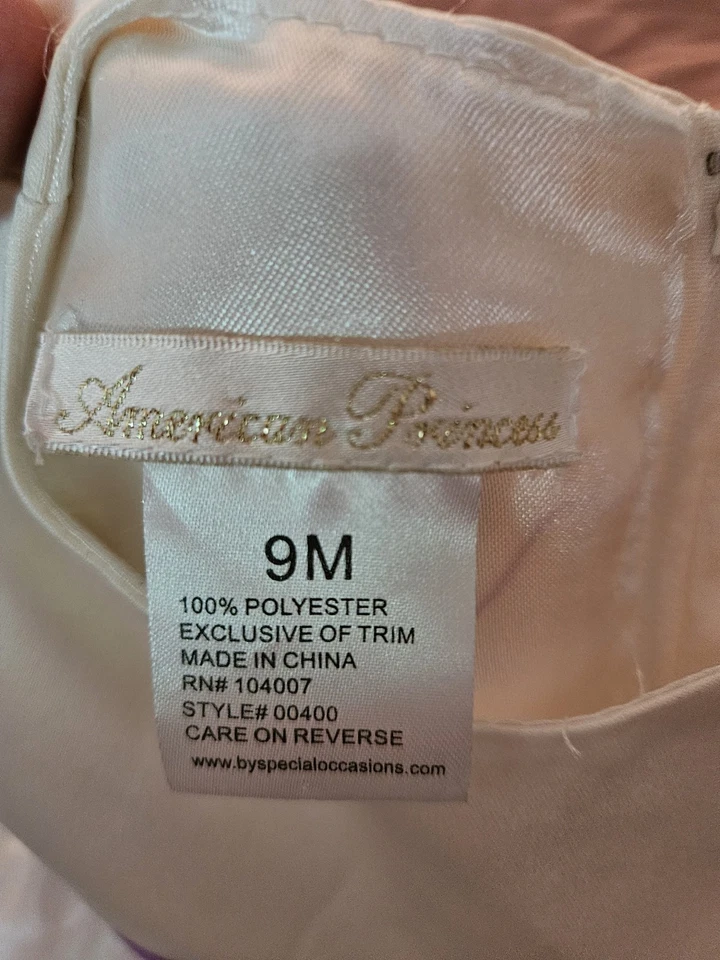 American Princess
9M
100% POLYESTER
EXCLUSIVE OF TRIM
MADE IN CHINA
RN# 104007
STYLE# 00400
CARE ON REVERSE
www.byspecialoccasions.com